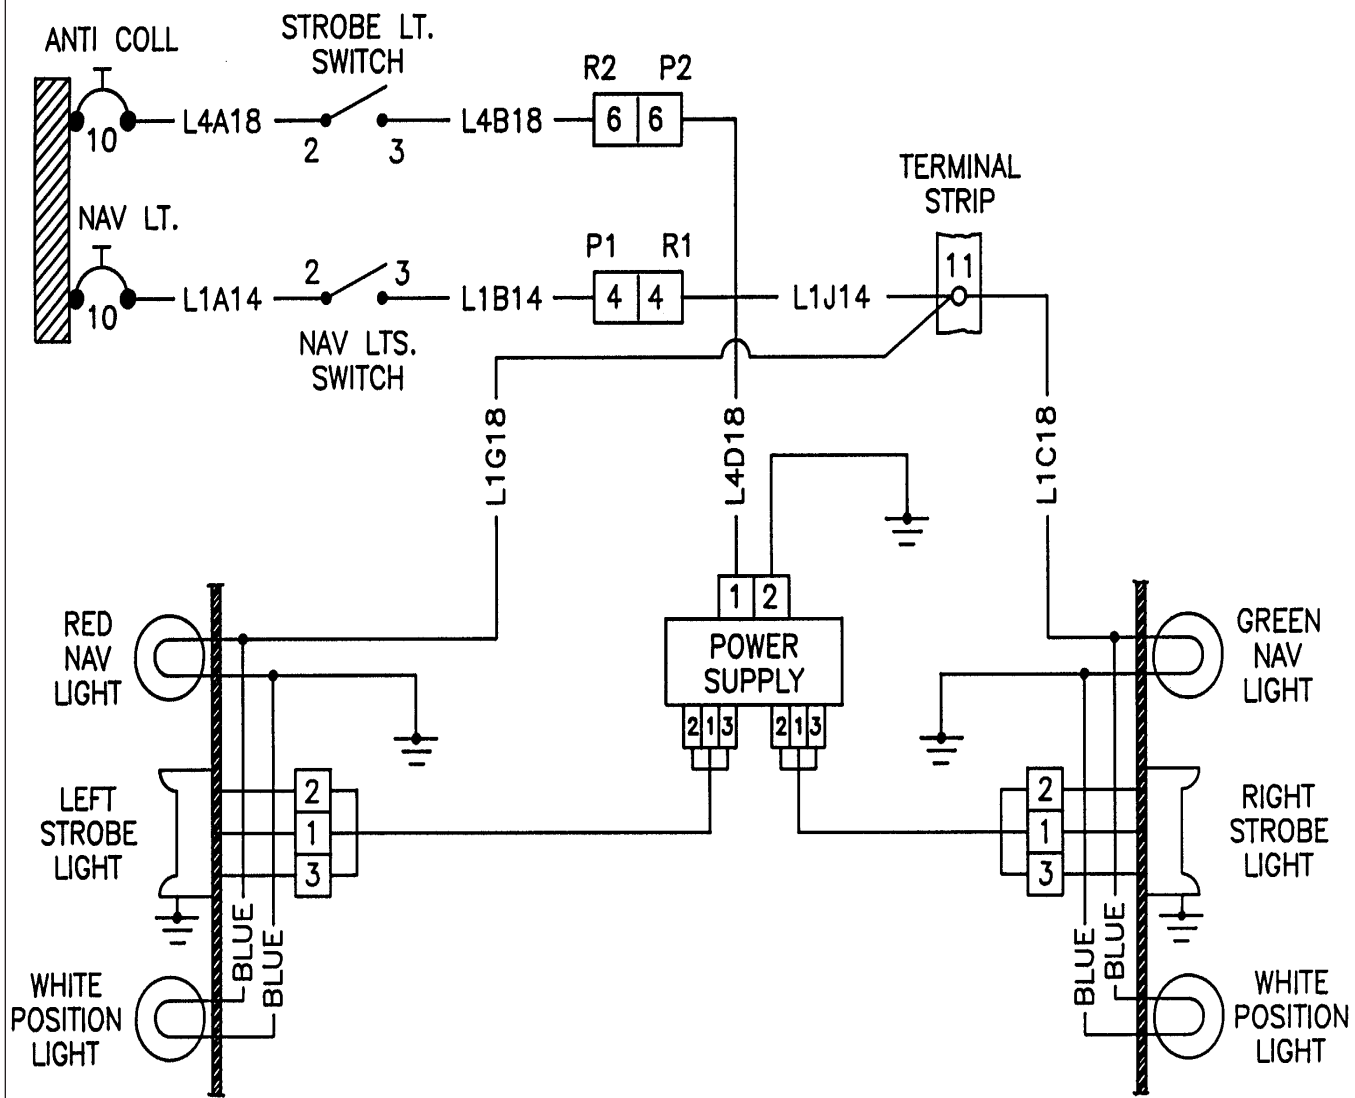 ANTI COLL
STROBE LT.
SWITCH
R2 P2
10
L4A18
2 3
L4B18
6 6
TERMINAL
STRIP
NAV LT.
10
L1A14
2 3
NAV LTS.
SWITCH
L1B14
P1 R1
4 4
L1J14
11
L1G18
L4D18
L1C18
1 2
POWER
SUPPLY
2 1 3
2 1 3
RED
NAV
LIGHT
GREEN
NAV
LIGHT
LEFT
STROBE
LIGHT
2
1
3
2
1
3
RIGHT
STROBE
LIGHT
BLUE
BLUE
BLUE
BLUE
WHITE
POSITION
LIGHT
WHITE
POSITION
LIGHT